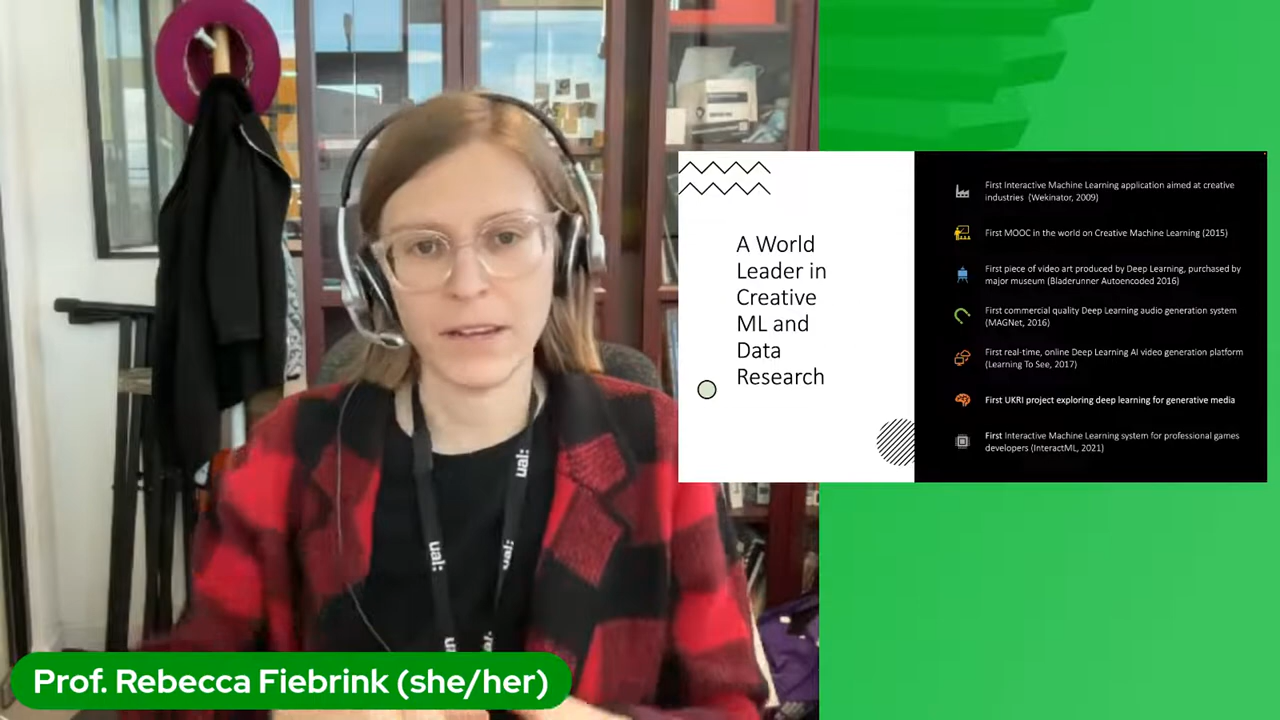 A World
Leader in
Creative
ML and
Data
Research
First Interactive Machine Learning application aimed at creative
industries (Wekinator, 2009)
First MOOC in the world on Creative Machine Learning (2015)
First piece of video art produced by Deep Learning, purchased by
major museum (Bladerunner Autoencoded 2016)
First commercial quality Deep Learning audio generation system
(MAGNet, 2016)
First real-time, online Deep Learning AI video generation platform
(Learning To See, 2017)
First UKRI project exploring deep learning for generative media
First Interactive Machine Learning system for professional games
developers (InteractML, 2021)
ual:
ual:
ual:
Prof. Rebecca Fiebrink (she/her)